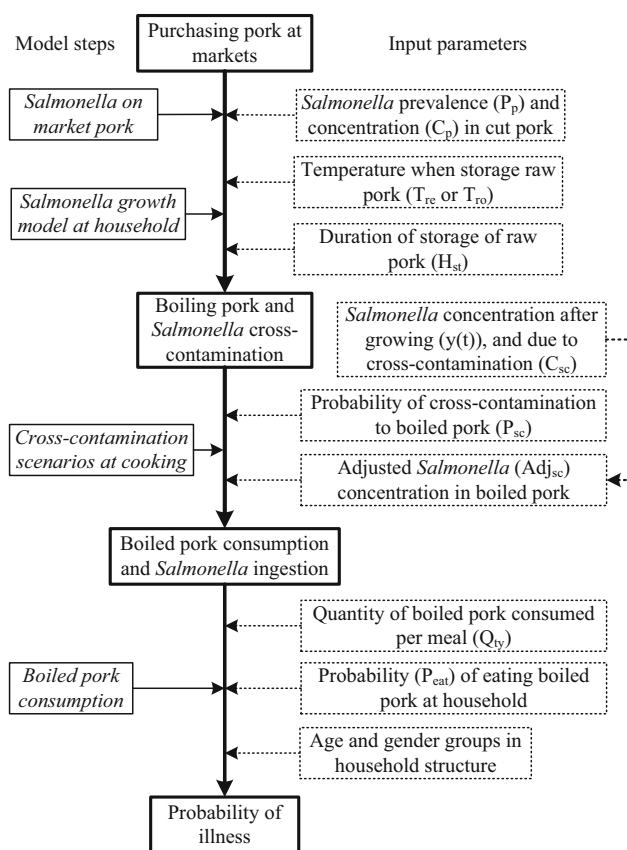 Model steps
Purchasing pork at
markets
Input parameters
Salmonella on
market pork
Salmonella prevalence (Pp) and
concentration (Cp) in cut pork
Temperature when storage raw
pork (Tre or Tro)
Salmonella growth
model at household
Duration of storage of raw
pork (Hst)
Boiling pork and
Salmonella cross-
contamination
Salmonella concentration after
growing (y(t)), and due to
cross-contamination (Csc)
Probability of cross-contamination
to boiled pork (Psc)
Cross-contamination
scenarios at cooking
Adjusted Salmonella (Adjsc)
concentration in boiled pork
Boiled pork consumption
and Salmonella ingestion
Quantity of boiled pork consumed
per meal (Qty)
Boiled pork
consumption
Probability (Peat) of eating boiled
pork at household
Age and gender groups in
household structure
Probability of
illness